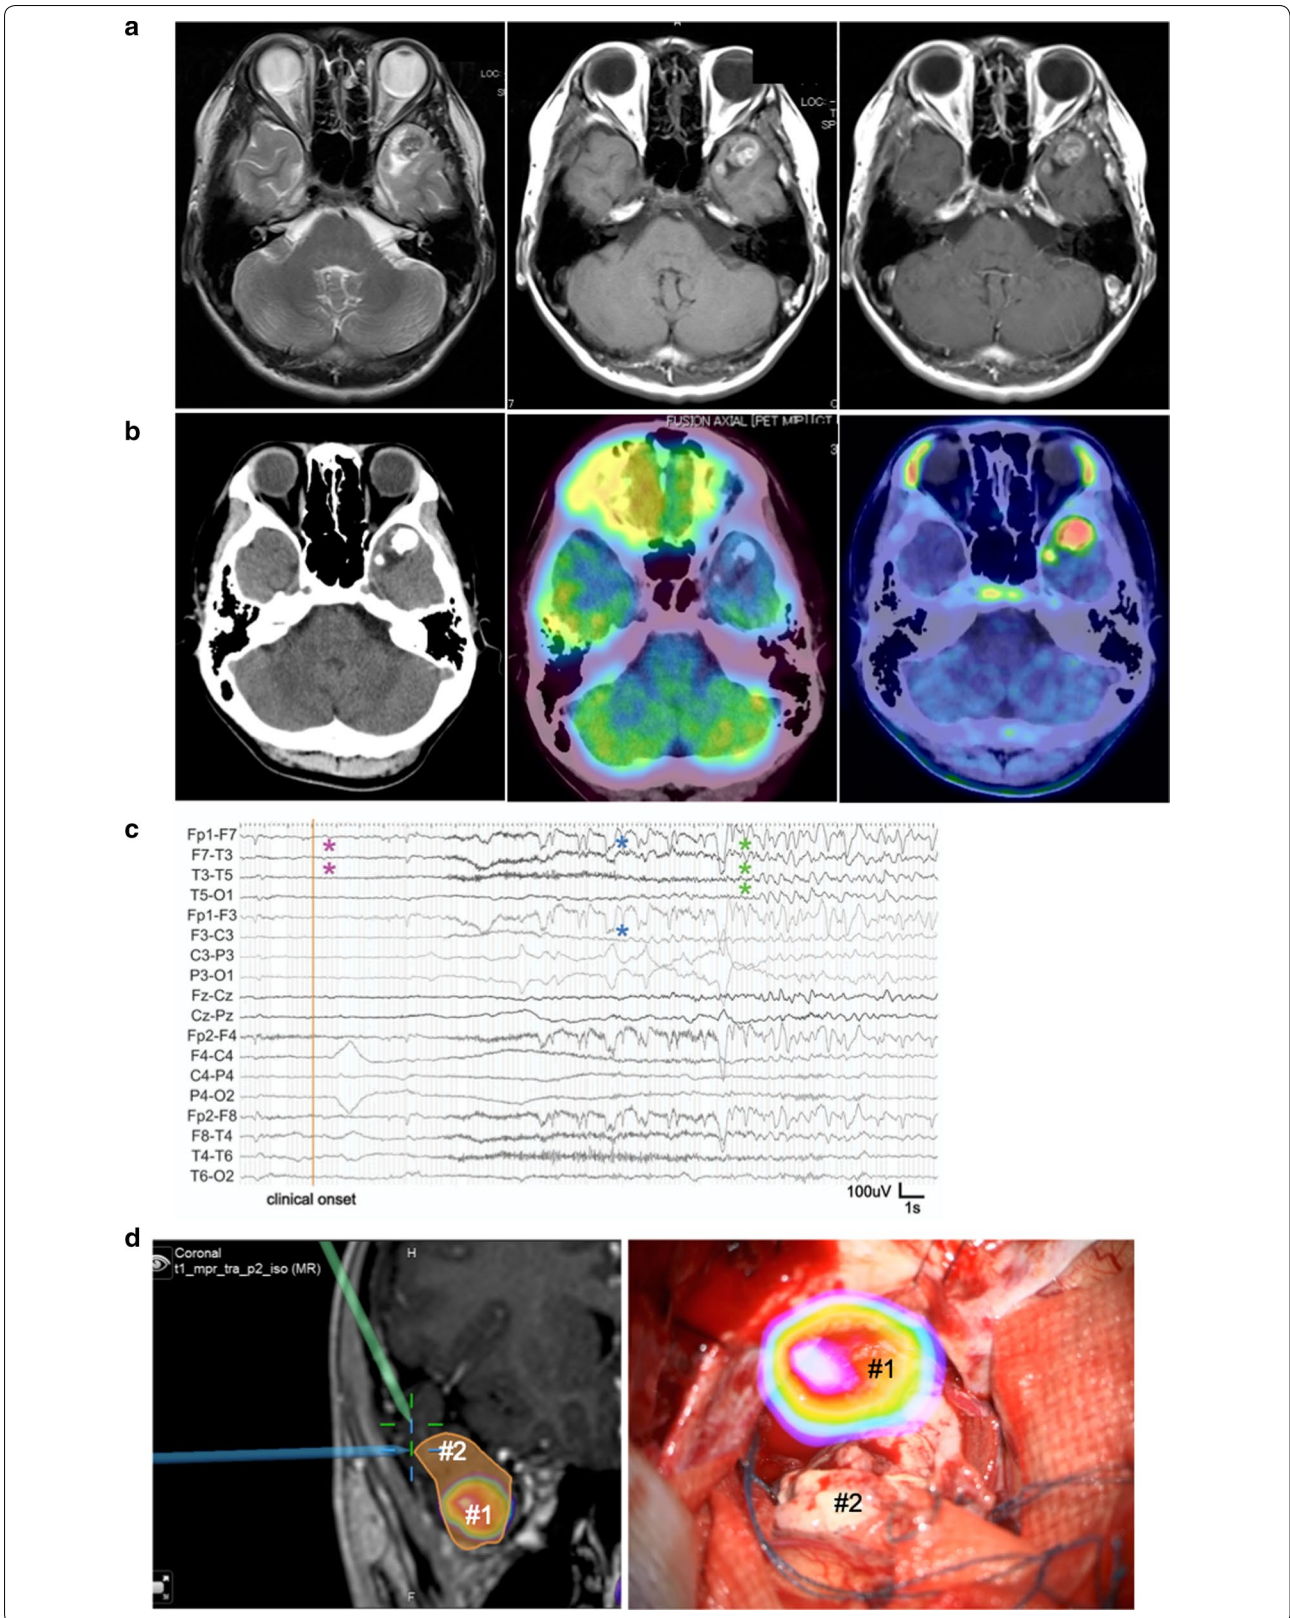 a
LOC: -
S
A
LOC: -
T
SP
7
C
b
FUSION AXIAL [PET MIP] [CT
3
c
Fp1-F7
F7-T3
T3-T5
T5-O1
Fp1-F3
F3-C3
C3-P3
P3-O1
Fz-Cz
Cz-Pz
Fp2-F4
F4-C4
C4-P4
P4-O2
Fp2-F8
F8-T4
T4-T6
T6-O2
* *
* *
* * *
clinical onset
100uV
1s
d
Coronal
t1_mpr_tra_p2_iso (MR)
H
#2
#1
F
#1
#2